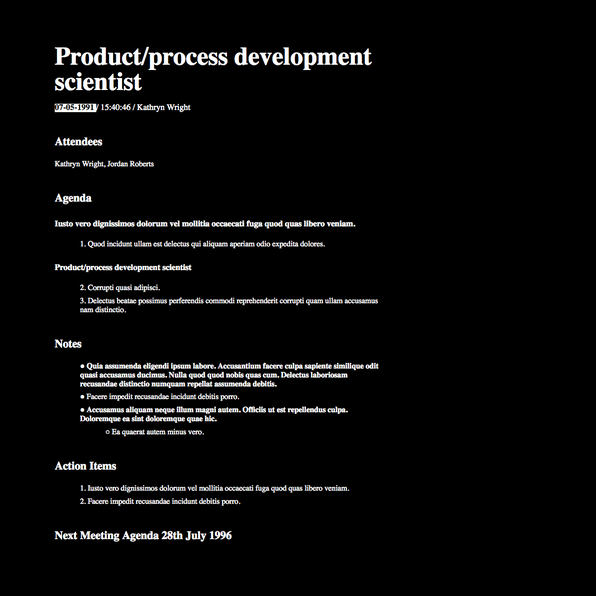 Product/process development
scientist
07-05-1991 / 15:40:46 / Kathryn Wright
Attendees
Kathryn Wright, Jordan Roberts
Agenda
Iusto vero dignissimos dolorum vel mollitia occaecati fuga quod quas libero veniam.
1. Quod incidunt ullam est delectus qui aliquam aperiam odio expedita dolores.
Product/process development scientist
2. Corrupti quasi adipisci.
3. Delectus beatae possimus perferendis commodi reprehenderit corrupti quam ullam accusamus
nam distinctio.
Notes
● Quia assumenda eligendi ipsum labore. Accusantium facere culpa sapiente similique odit
quasi accusamus ducimus. Nulla quod quod nobis quas cum. Delectus laboriosam
recusandae distinctio numquam repellat assumenda debitis.
● Facere impedit recusandae incidunt debitis porro.
● Accusamus aliquam neque illum magni autem. Officiis ut est repellendus culpa.
Doloremque ea sint doloremque quae hic.
○ Ea quaerat autem minus vero.
Action Items
1. Iusto vero dignissimos dolorum vel mollitia occaecati fuga quod quas libero veniam.
2. Facere impedit recusandae incidunt debitis porro.
Next Meeting Agenda 28th July 1996